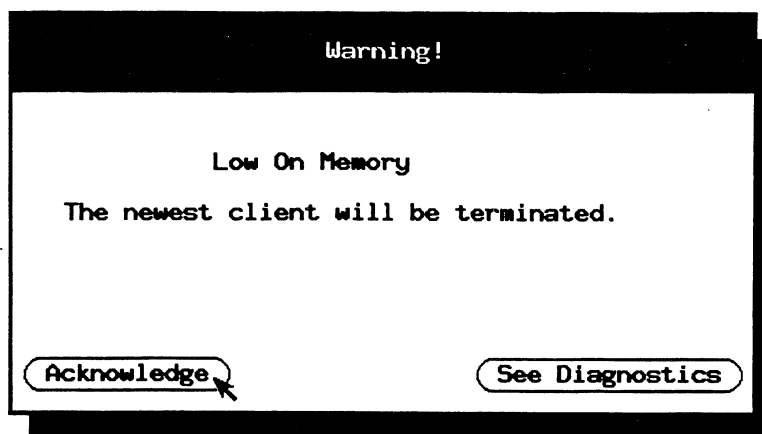 Warning!
Low On Memory
The newest client will be terminated.
Acknowledge
See Diagnostics